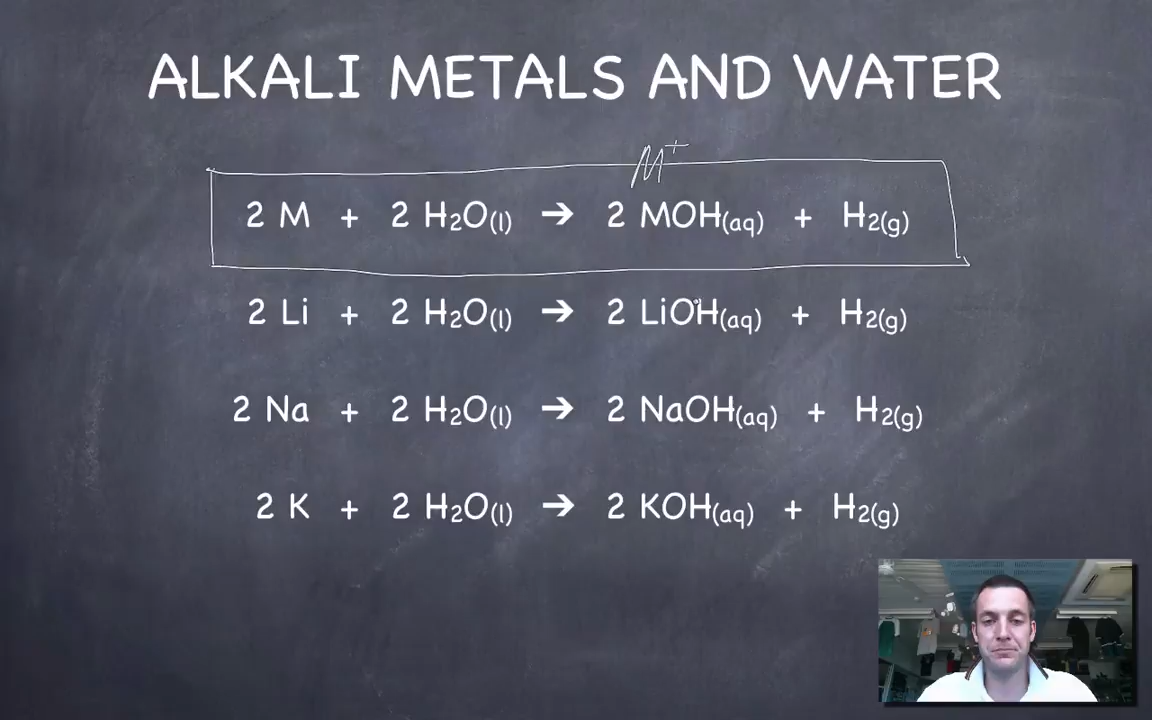 ALKALI METALS AND WATER
M+
2 M + 2 H2O(l) → 2 MOH(aq) + H2(g)
2 Li + 2 H2O(l) → 2 LiOH(aq) + H2(g)
2 Na + 2 H2O(l) → 2 NaOH(aq) + H2(g)
2 K + 2 H2O(l) → 2 KOH(aq) + H2(g)